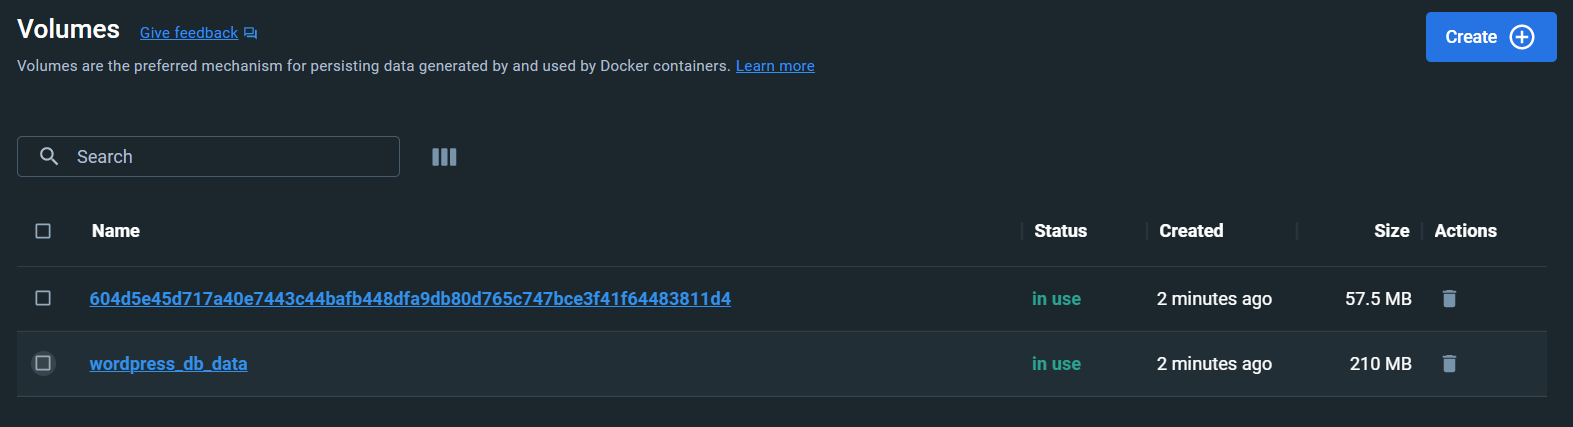 Volumes Give feedback
Create
Volumes are the preferred mechanism for persisting data generated by and used by Docker containers. Learn more
Search
Name Status Created Size Actions
604d5e45d717a40e7443c44bafb448dfa9db80d765c747bce3f41f64483811d4 in use 2 minutes ago 57.5 MB
wordpress_db_data in use 2 minutes ago 210 MB